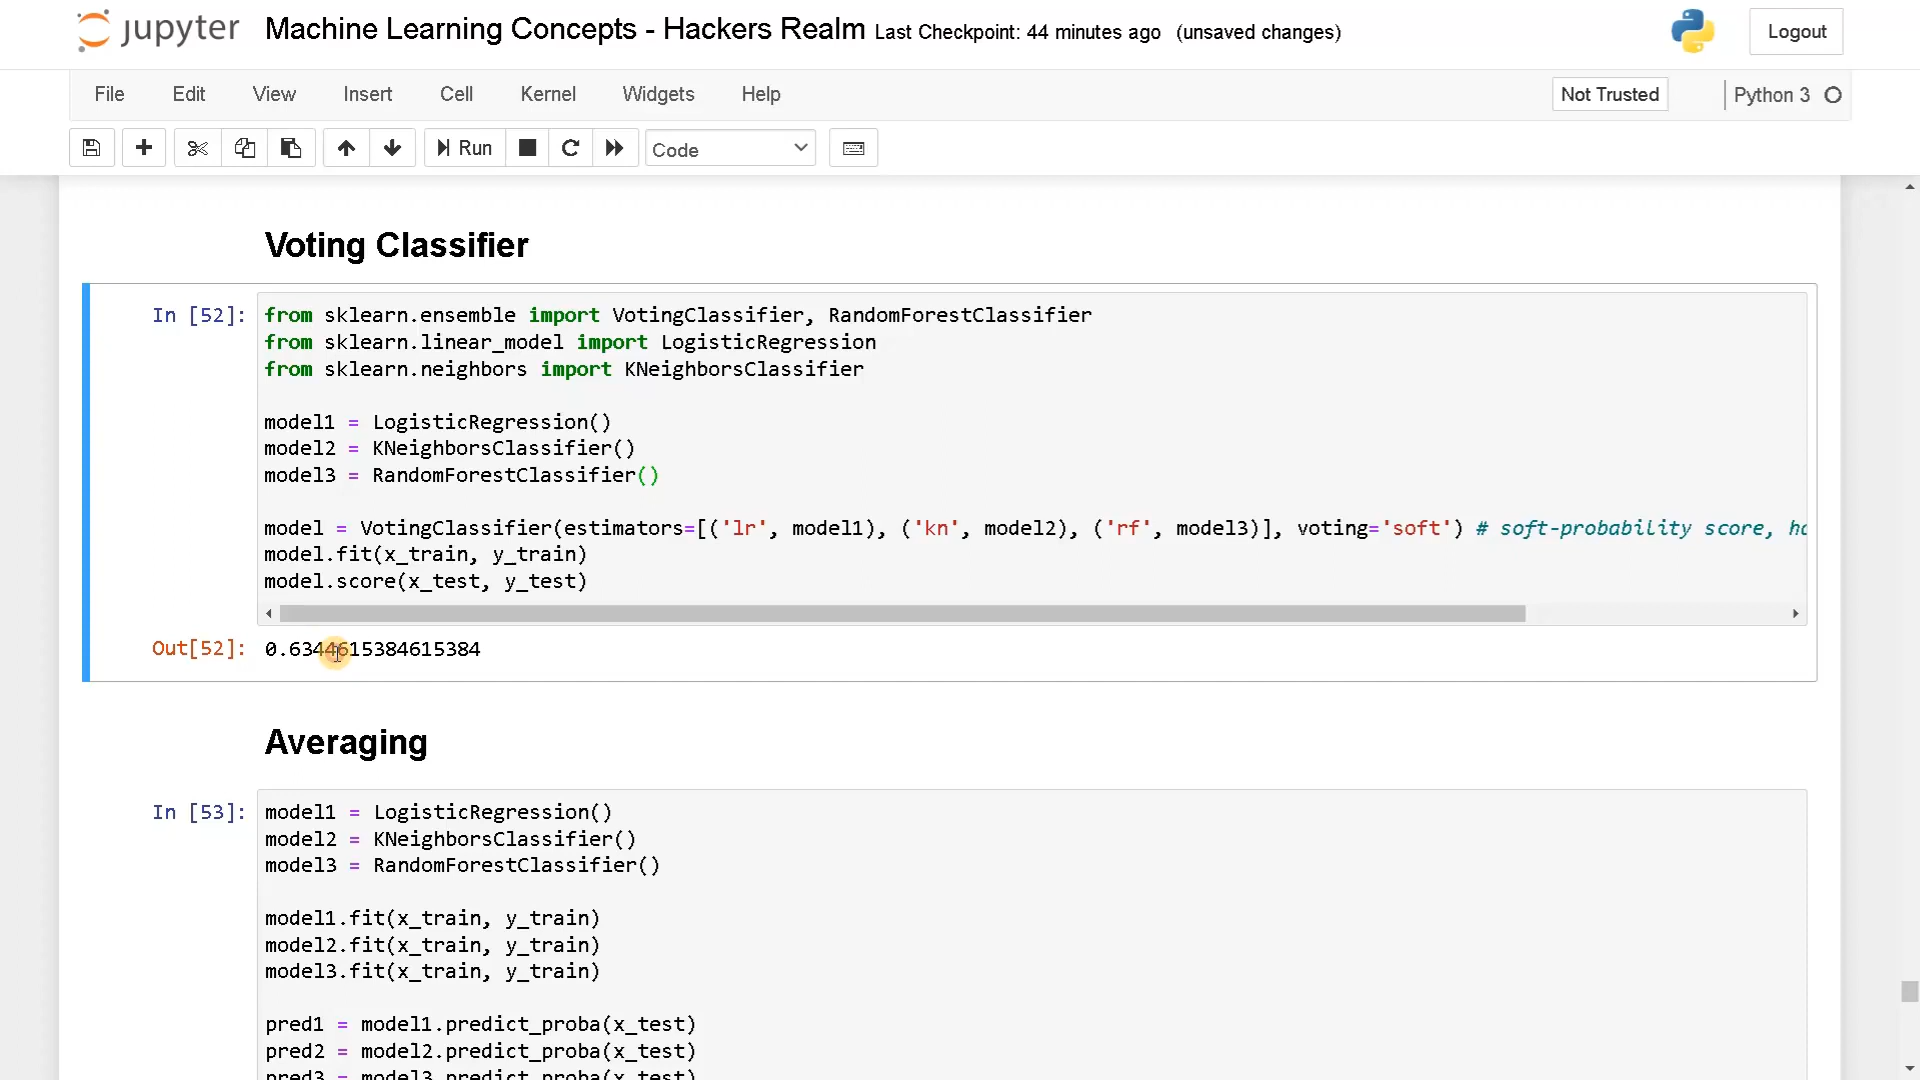 jupyter Machine Learning Concepts - Hackers Realm Last Checkpoint: 44 minutes ago (unsaved changes) Logout
File Edit View Insert Cell Kernel Widgets Help Not Trusted Python 3
Run Code
Voting Classifier
In [52]: from sklearn.ensemble import VotingClassifier, RandomForestClassifier
from sklearn.linear_model import LogisticRegression
from sklearn.neighbors import KNeighborsClassifier
model1 = LogisticRegression()
model2 = KNeighborsClassifier()
model3 = RandomForestClassifier()
model = VotingClassifier(estimators=[('lr', model1), ('kn', model2), ('rf', model3)], voting='soft') # soft-probability score,
model.fit(x_train, y_train)
model.score(x_test, y_test)
Out[52]: 0.6344615384615384
Averaging
In [53]: model1 = LogisticRegression()
model2 = KNeighborsClassifier()
model3 = RandomForestClassifier()
model1.fit(x_train, y_train)
model2.fit(x_train, y_train)
model3.fit(x_train, y_train)
pred1 = model1.predict_proba(x_test)
pred2 = model2.predict_proba(x_test)
pred3 = model3.predict_proba(x_test)